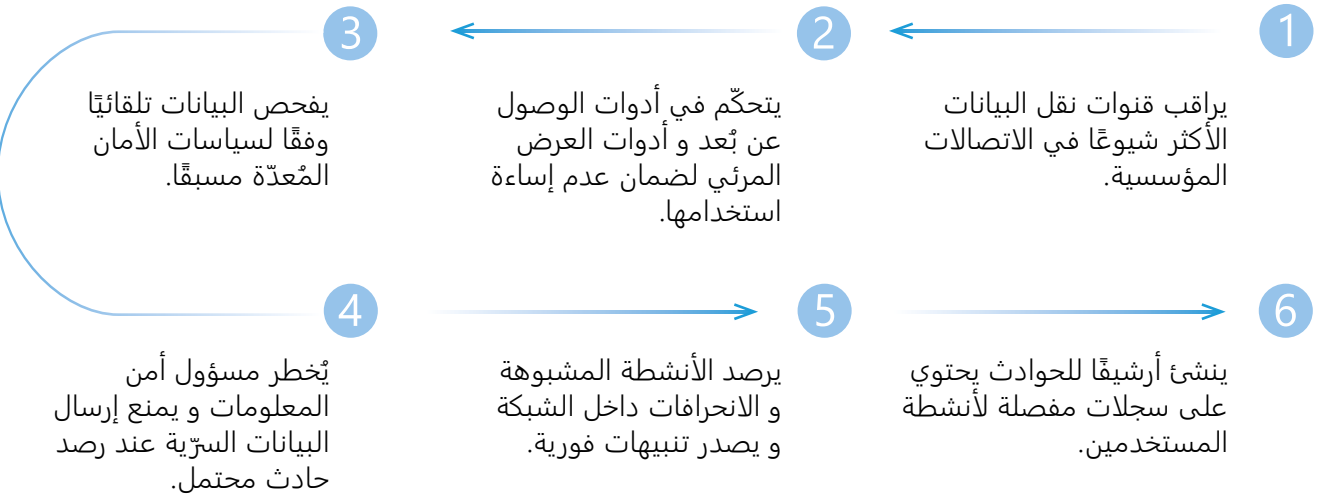 1
يراقب قنوات نقل البيانات
الأكثر شيوعًا في الاتصالات
المؤسسية.
2
يتحكّم في أدوات الوصول
عن بُعد و أدوات العرض
المرئي لضمان عدم إساءة
استخدامها.
3
يفحص البيانات تلقائيًا
وفقًا لسياسات الأمان
المُعدّة مسبقًا.
4
يُخطر مسؤول أمن
المعلومات و يمنع إرسال
البيانات السرّية عند رصد
حادث محتمل.
5
يرصد الأنشطة المشبوهة
و الانحرافات داخل الشبكة
و يصدر تنبيهات فورية.
6
ينشئ أرشيفًا للحوادث يحتوي
على سجلات مفصلة لأنشطة
المستخدمين.